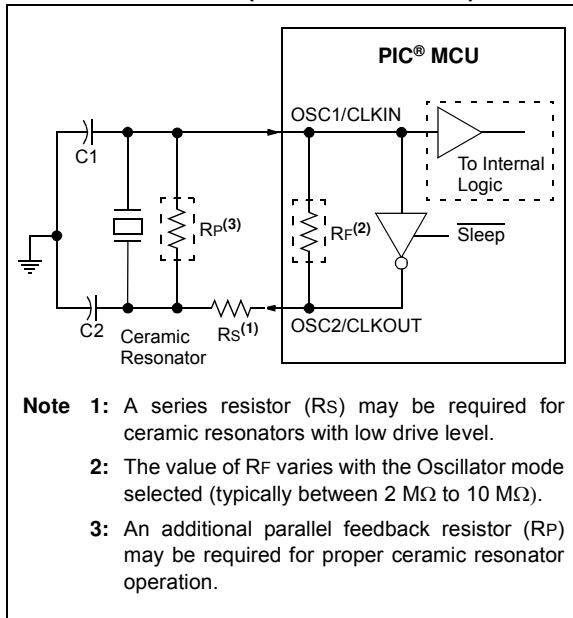 PIC® MCU
OSC1/CLKIN
C1
To Internal
Logic
RP(3)
RF(2)
Sleep
C2
Ceramic
Resonator
RS(1)
OSC2/CLKOUT
Note 1: A series resistor (RS) may be required for
ceramic resonators with low drive level.
2: The value of RF varies with the Oscillator mode
selected (typically between 2 MΩ to 10 MΩ).
3: An additional parallel feedback resistor (RP)
may be required for proper ceramic resonator
operation.